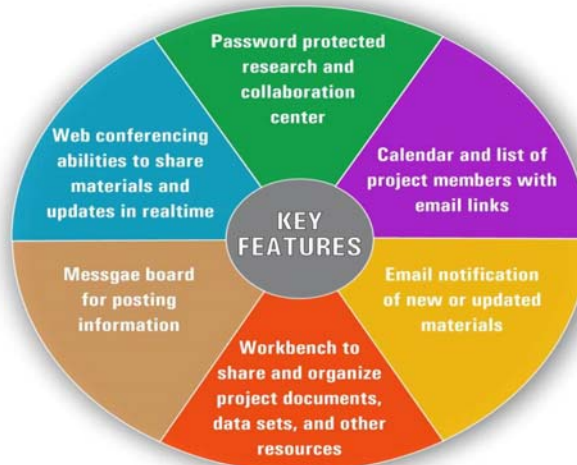 Password protected
research and
collaboration
center
Calendar and list of
project members with
email links
Email notification
of new or updated
materials
Workbench to
share and organize
project documents,
data sets, and other
resources
Messgae board
for posting
information
Web conferencing
abilities to share
materials and
updates in realtime
KEY
FEATURES